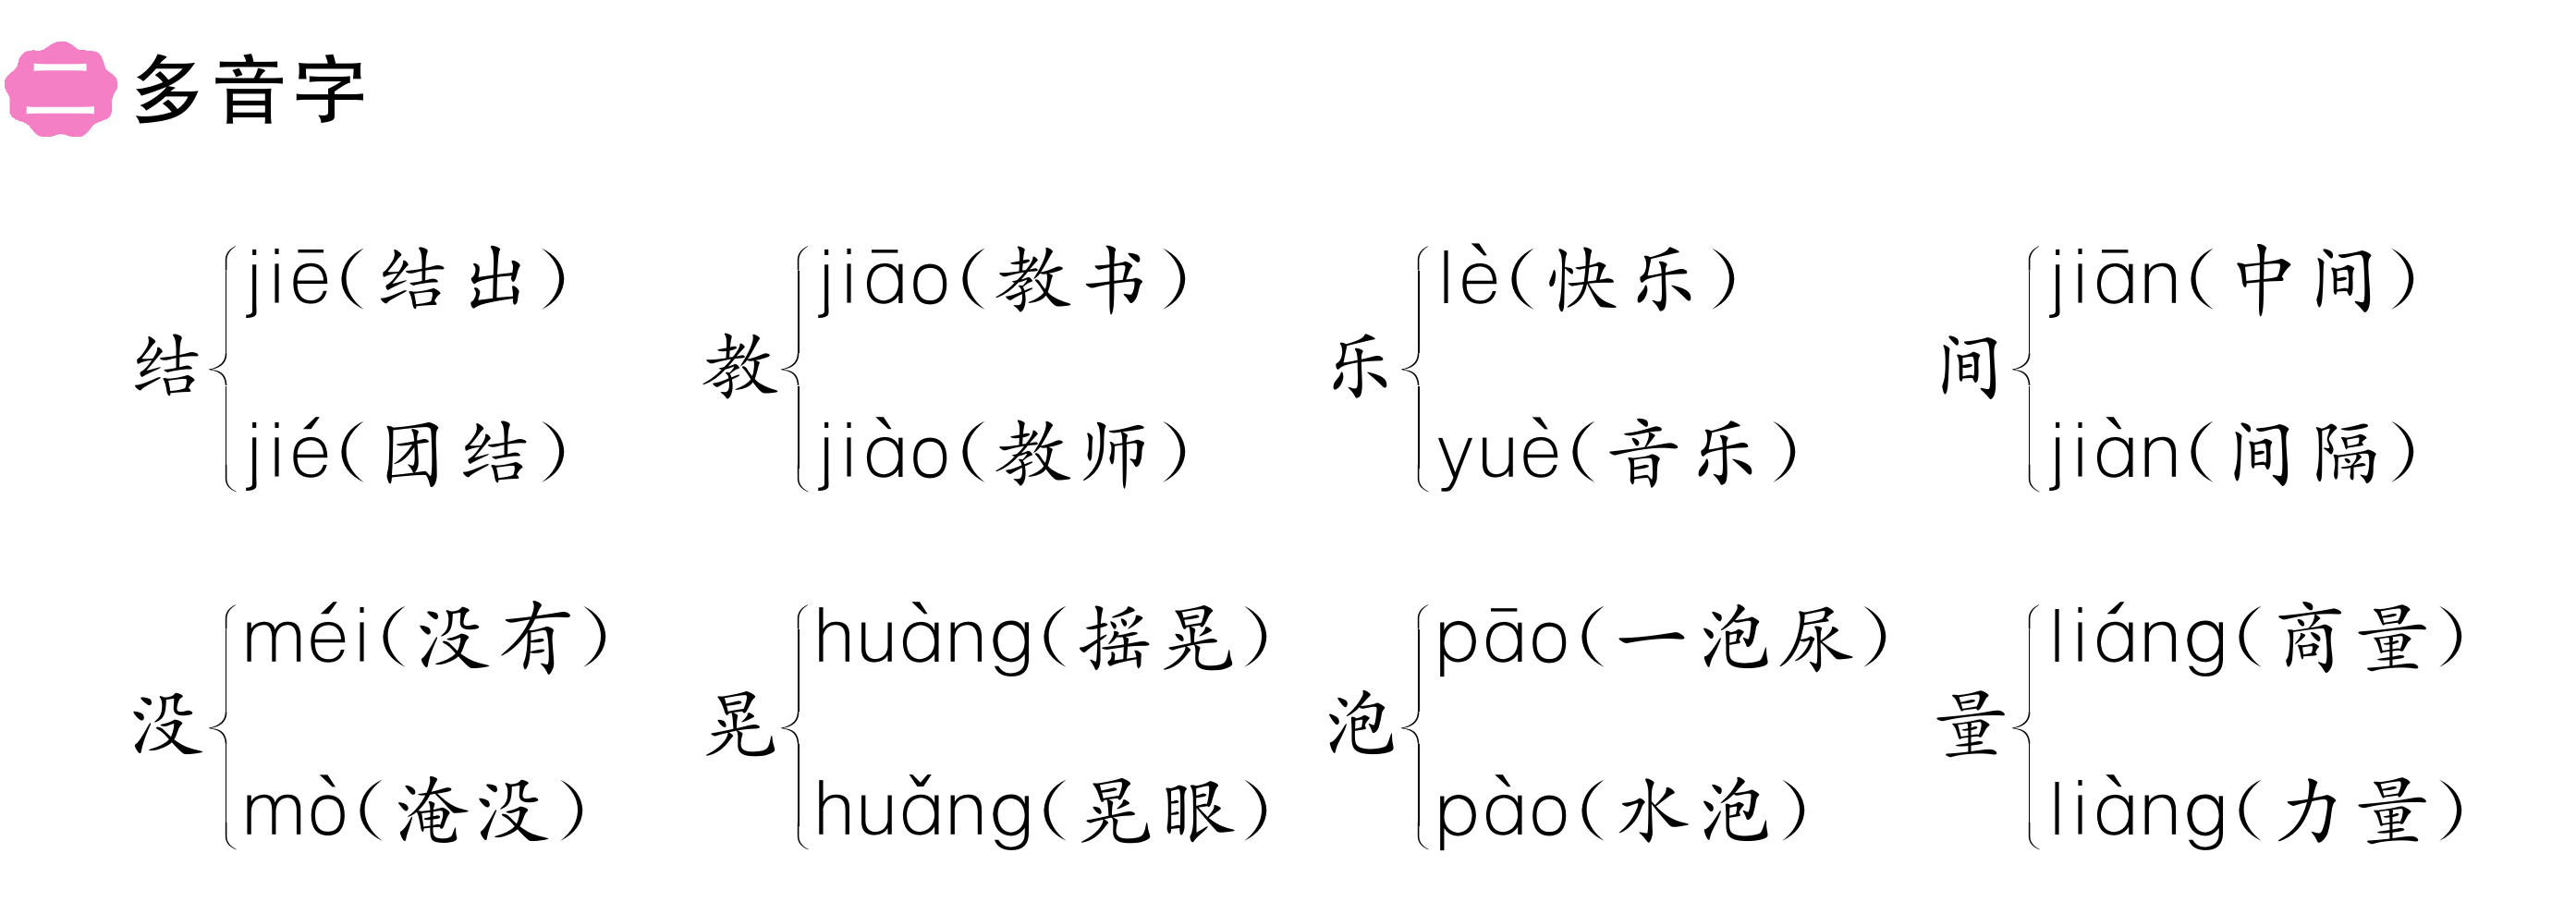 二 多音字
jiē(结出) jiāo(教书) lè(快乐) jiān(中间)
结 教 乐 间
jié(团结) jiào(教师) yuè(音乐) jiàn(间隔)
méi(没有) huàng(摇晃) pāo(一泡尿) liáng(商量)
没 晃 泡 量
mò(淹没) huǎng(晃眼) pào(水泡) liàng(力量)